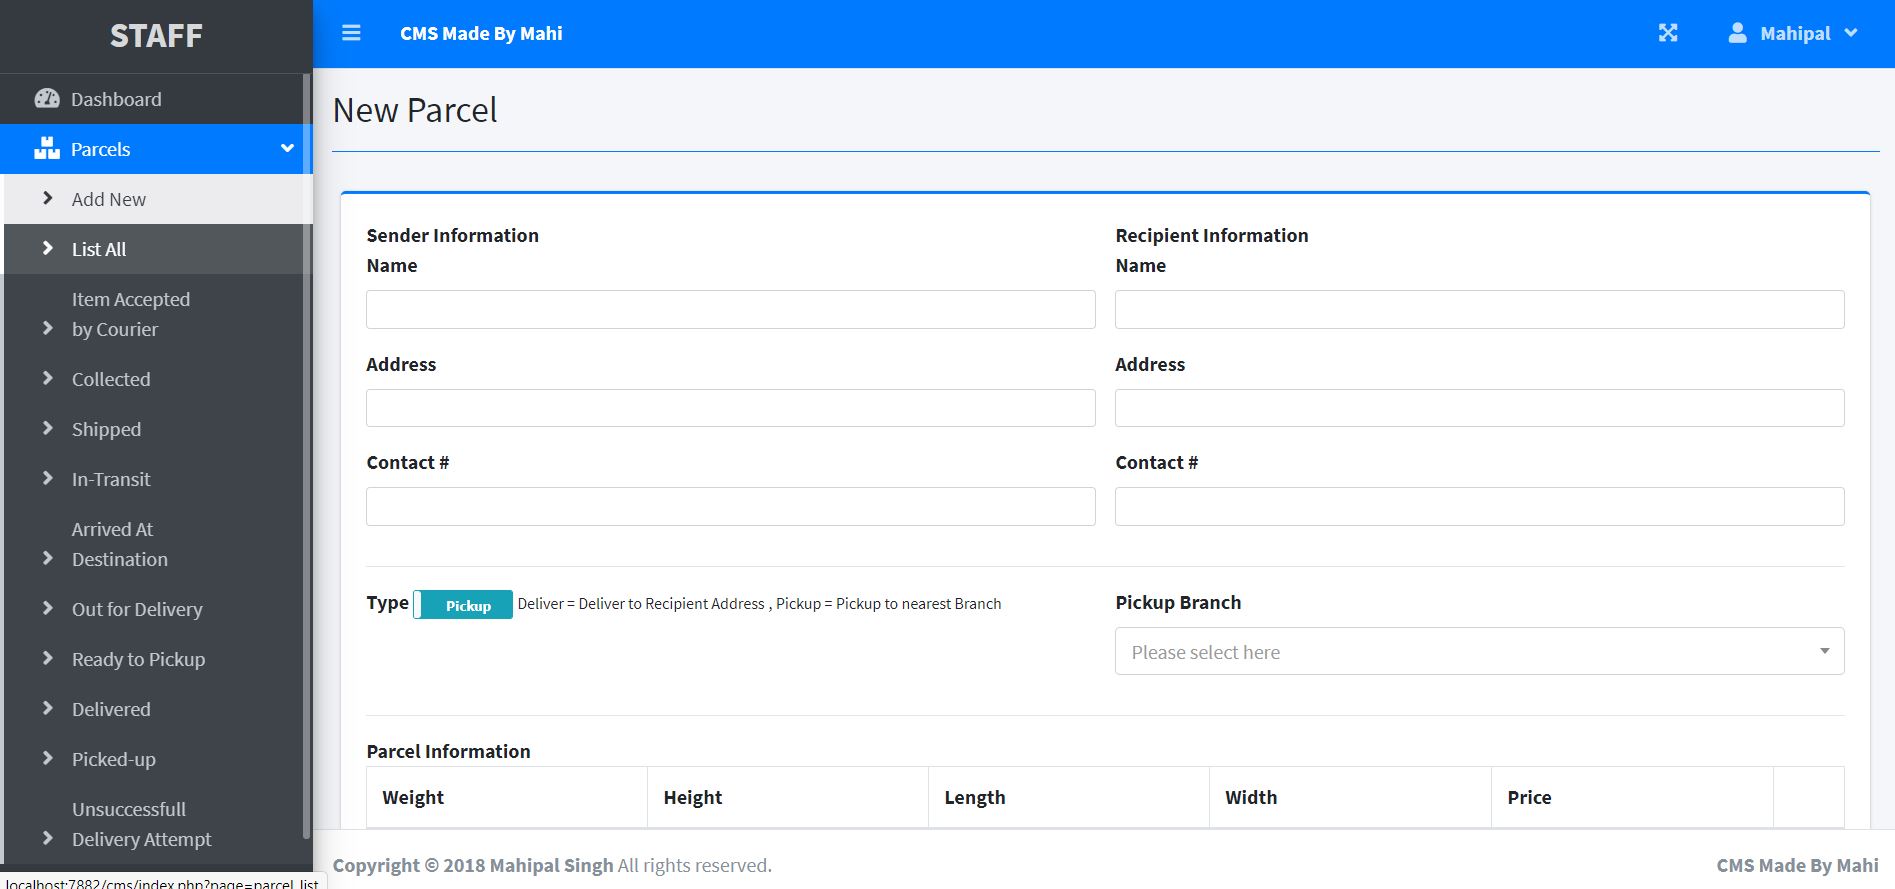 STAFF
CMS Made By Mahi
Mahipal
Dashboard
Parcels
Add New
List All
Item Accepted
by Courier
Collected
Shipped
In-Transit
Arrived At
Destination
Out for Delivery
Ready to Pickup
Delivered
Picked-up
Unsuccessfull
Delivery Attempt
New Parcel
Sender Information
Name
Address
Contact #
Recipient Information
Name
Address
Contact #
Type Pickup Deliver = Deliver to Recipient Address , Pickup = Pickup to nearest Branch
Pickup Branch
Please select here
Parcel Information
Weight Height Length Width Price
Copyright © 2018 Mahipal Singh All rights reserved.
CMS Made By Mahi
localhost:7882/cms/index.php?page=parcel_list